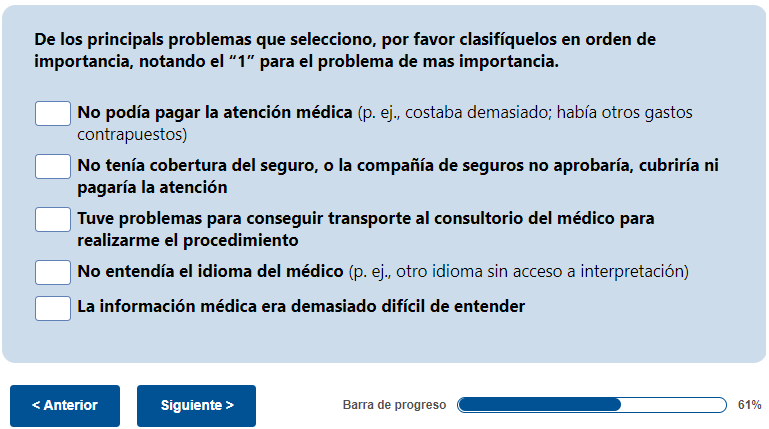 De los principals problemas que selecciono, por favor clasifíquelos en orden de
importancia, notando el “1” para el problema de mas importancia.
No podía pagar la atención médica (p. ej., costaba demasiado; había otros gastos
contrapuestos)
No tenía cobertura del seguro, o la compañía de seguros no aprobaría, cubriría ni
pagaría la atención
Tuve problemas para conseguir transporte al consultorio del médico para
realizarme el procedimiento
No entendía el idioma del médico (p. ej., otro idioma sin acceso a interpretación)
La información médica era demasiado difícil de entender
< Anterior Siguiente > Barra de progreso 61%